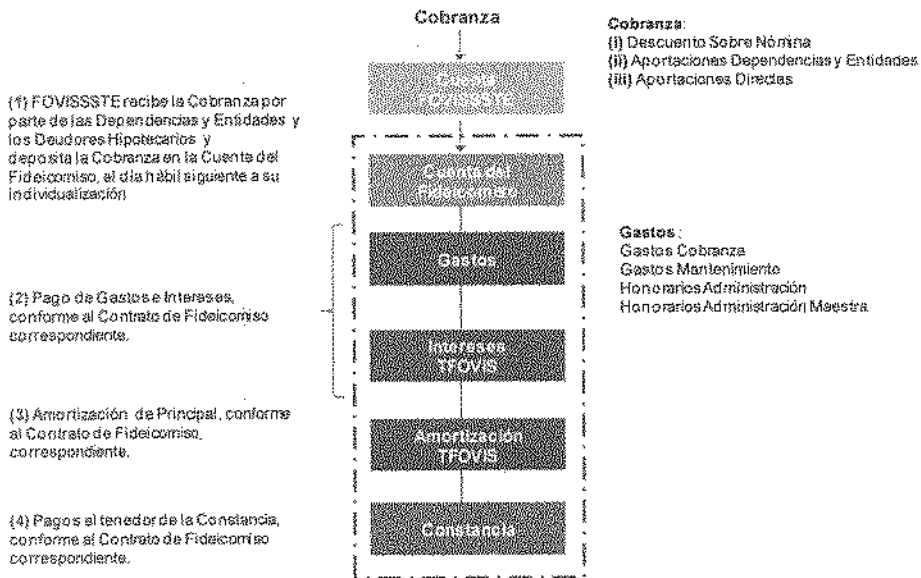 Cobranza
Cobranza:
(i) Descuento Sobre Nómina
(ii) Aportaciones Dependencias y Entidades
(iii) Aportaciones Directas
Cuenta
FOVISSSTE
(1) FOVISSSTE recibe la Cobranza por
parte de las Dependencias y Entidades y
los Deudores Hipotecarios y
deposita la Cobranza en la Cuenta del
Fideicomiso, el día hábil siguiente a su
individualización
Cuenta del
Fideicomiso
Gastos
Gastos:
Gastos Cobranza
Gastos Mantenimiento
Honorarios Administración
Honorarios Administración Maestra
(2) Pago de Gastos e Intereses,
conforme al Contrato de Fideicomiso
correspondiente.
Intereses
TFOVIS
(3) Amortización de Principal, conforme
al Contrato de Fideicomiso,
correspondiente.
Amortización
TFOVIS
(4) Pagos al tenedor de la Constancia,
conforme al Contrato de Fideicomiso
correspondiente.
Constancia